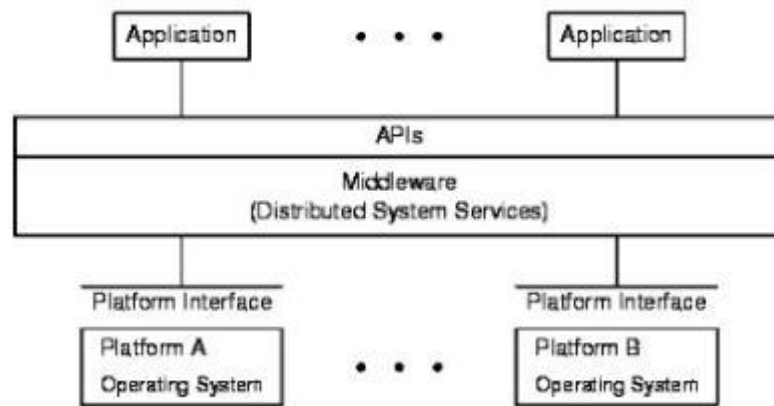 Application
Application
APIs
Middleware
(Distributed System Services)
Platform Interface
Platform Interface
Platform A
Operating System
Platform B
Operating System